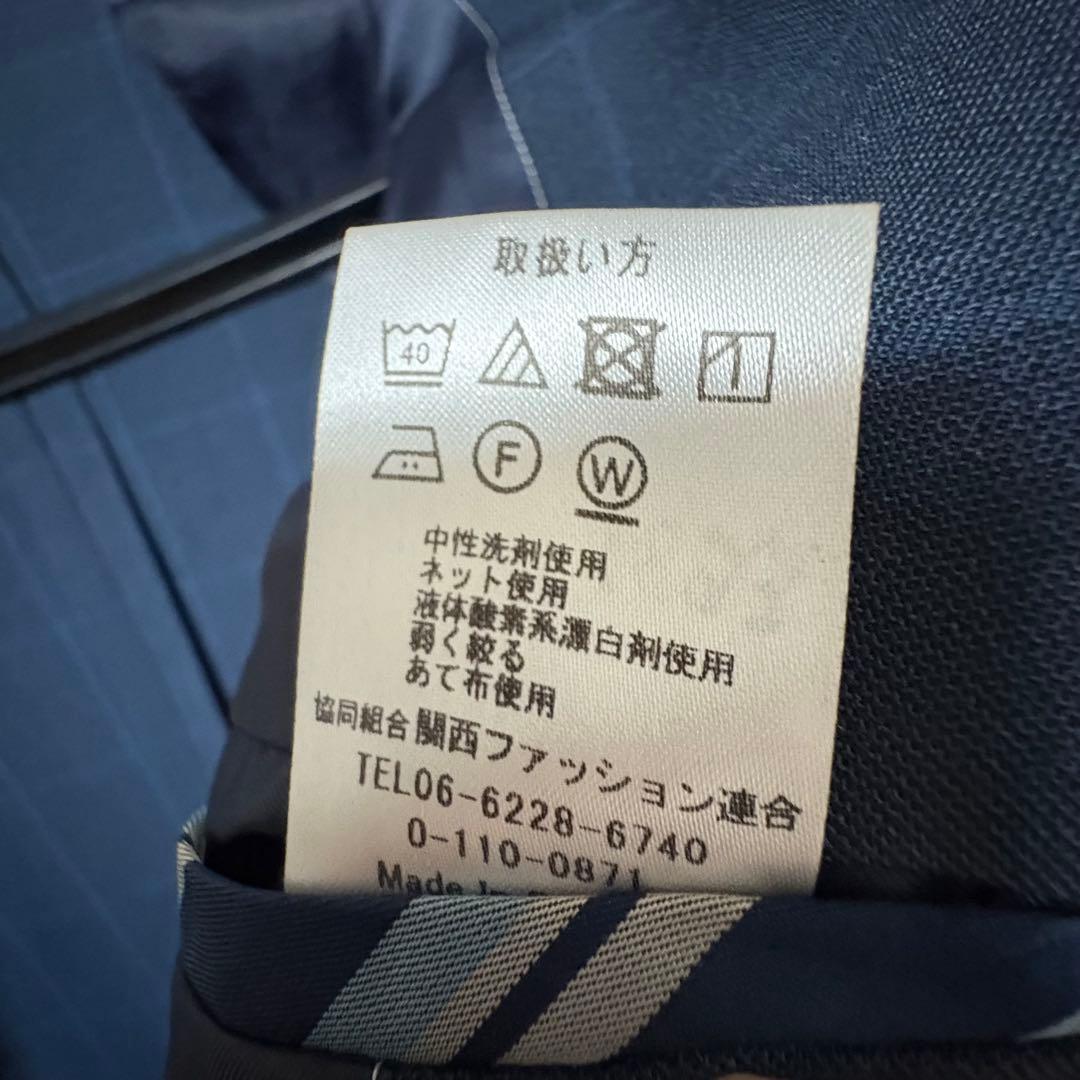 取扱い方
40
F
W
中性洗剤使用
ネット使用
液体酸素系漂白剤使用
弱く絞る
あて布使用
協同組合関西ファッション連合
TEL06-6228-6740
0-110-0871
Made In